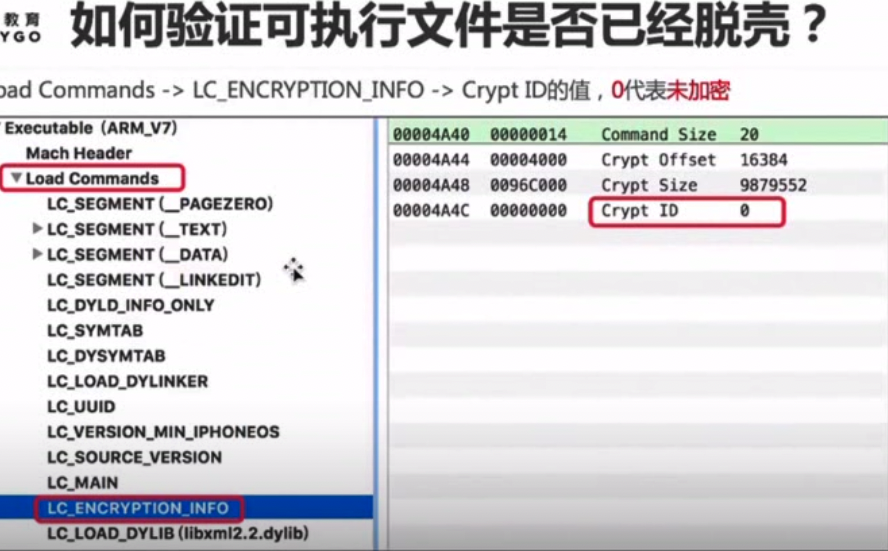 教育
YGO
如何验证可执行文件是否已经脱壳？
oad Commands -> LC_ENCRYPTION_INFO -> Crypt ID的值，0代表未加密
Executable (ARM_V7)
Mach Header
Load Commands
LC_SEGMENT (__PAGEZERO)
LC_SEGMENT (__TEXT)
LC_SEGMENT (__DATA)
LC_SEGMENT (__LINKEDIT)
LC_DYLD_INFO_ONLY
LC_SYMTAB
LC_DYSYMTAB
LC_LOAD_DYLINKER
LC_UUID
LC_VERSION_MIN_IPHONEOS
LC_SOURCE_VERSION
LC_MAIN
LC_ENCRYPTION_INFO
LC_LOAD_DYLIB (libxml2.2.dylib)
00004A40 00000014 Command Size 20
00004A44 00004000 Crypt Offset 16384
00004A48 0096C000 Crypt Size 9879552
00004A4C 00000000 Crypt ID 0